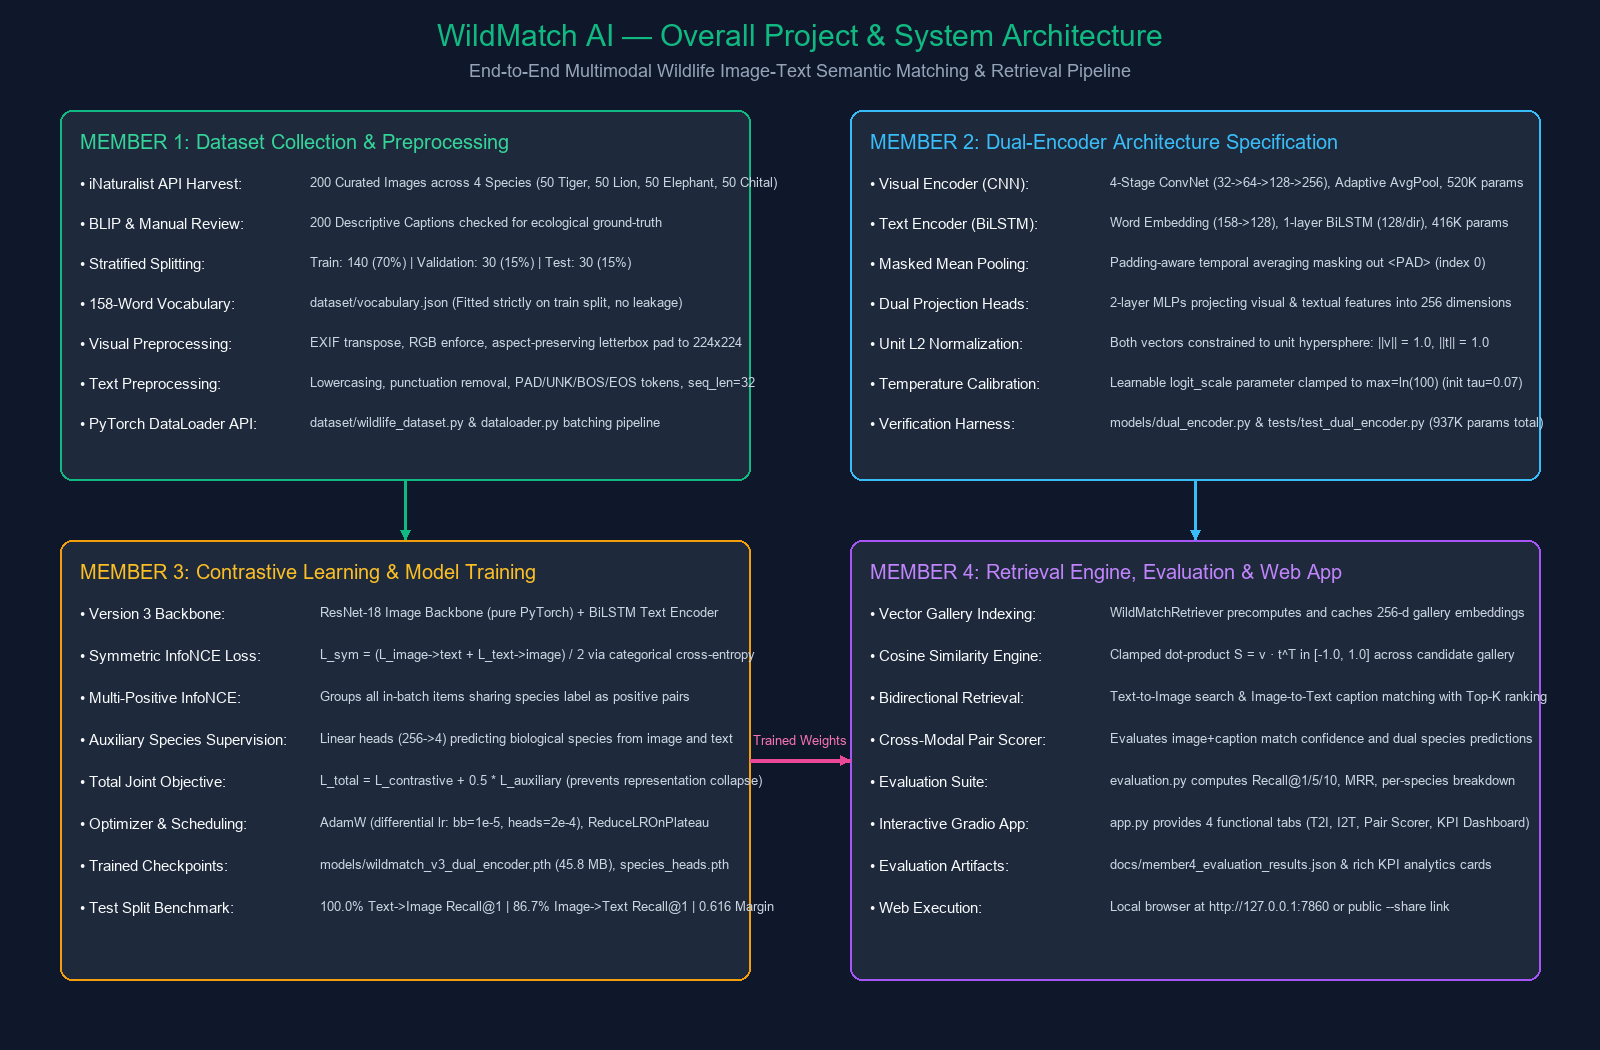 WildMatch AI — Overall Project & System Architecture
End-to-End Multimodal Wildlife Image-Text Semantic Matching & Retrieval Pipeline
MEMBER 1: Dataset Collection & Preprocessing
• iNaturalist API Harvest: 200 Curated Images across 4 Species (50 Tiger, 50 Lion, 50 Elephant, 50 Chital)
• BLIP & Manual Review: 200 Descriptive Captions checked for ecological ground-truth
• Stratified Splitting: Train: 140 (70%) | Validation: 30 (15%) | Test: 30 (15%)
• 158-Word Vocabulary: dataset/vocabulary.json (Fitted strictly on train split, no leakage)
• Visual Preprocessing: EXIF transpose, RGB enforce, aspect-preserving letterbox pad to 224x224
• Text Preprocessing: Lowercasing, punctuation removal, PAD/UNK/BOS/EOS tokens, seq_len=32
• PyTorch DataLoader API: dataset/wildlife_dataset.py & dataloader.py batching pipeline
MEMBER 2: Dual-Encoder Architecture Specification
• Visual Encoder (CNN): 4-Stage ConvNet (32->64->128->256), Adaptive AvgPool, 520K params
• Text Encoder (BiLSTM): Word Embedding (158->128), 1-layer BiLSTM (128/dir), 416K params
• Masked Mean Pooling: Padding-aware temporal averaging masking out <PAD> (index 0)
• Dual Projection Heads: 2-layer MLPs projecting visual & textual features into 256 dimensions
• Unit L2 Normalization: Both vectors constrained to unit hypersphere: ||v|| = 1.0, ||t|| = 1.0
• Temperature Calibration: Learnable logit_scale parameter clamped to max=ln(100) (init tau=0.07)
• Verification Harness: models/dual_encoder.py & tests/test_dual_encoder.py (937K params total)
MEMBER 3: Contrastive Learning & Model Training
• Version 3 Backbone: ResNet-18 Image Backbone (pure PyTorch) + BiLSTM Text Encoder
• Symmetric InfoNCE Loss: L_sym = (L_image->text + L_text->image) / 2 via categorical cross-entropy
• Multi-Positive InfoNCE: Groups all in-batch items sharing species label as positive pairs
• Auxiliary Species Supervision: Linear heads (256->4) predicting biological species from image and text
• Total Joint Objective: L_total = L_contrastive + 0.5 * L_auxiliary (prevents representation collapse)
• Optimizer & Scheduling: AdamW (differential lr: bb=1e-5, heads=2e-4), ReduceLROnPlateau
• Trained Checkpoints: models/wildmatch_v3_dual_encoder.pth (45.8 MB), species_heads.pth
• Test Split Benchmark: 100.0% Text->Image Recall@1 | 86.7% Image->Text Recall@1 | 0.616 Margin
Trained Weights
MEMBER 4: Retrieval Engine, Evaluation & Web App
• Vector Gallery Indexing: WildMatchRetriever precomputes and caches 256-d gallery embeddings
• Cosine Similarity Engine: Clamped dot-product S = v · t^T in [-1.0, 1.0] across candidate gallery
• Bidirectional Retrieval: Text-to-Image search & Image-to-Text caption matching with Top-K ranking
• Cross-Modal Pair Scorer: Evaluates image+caption match confidence and dual species predictions
• Evaluation Suite: evaluation.py computes Recall@1/5/10, MRR, per-species breakdown
• Interactive Gradio App: app.py provides 4 functional tabs (T2I, I2T, Pair Scorer, KPI Dashboard)
• Evaluation Artifacts: docs/member4_evaluation_results.json & rich KPI analytics cards
• Web Execution: Local browser at http://127.0.0.1:7860 or public --share link